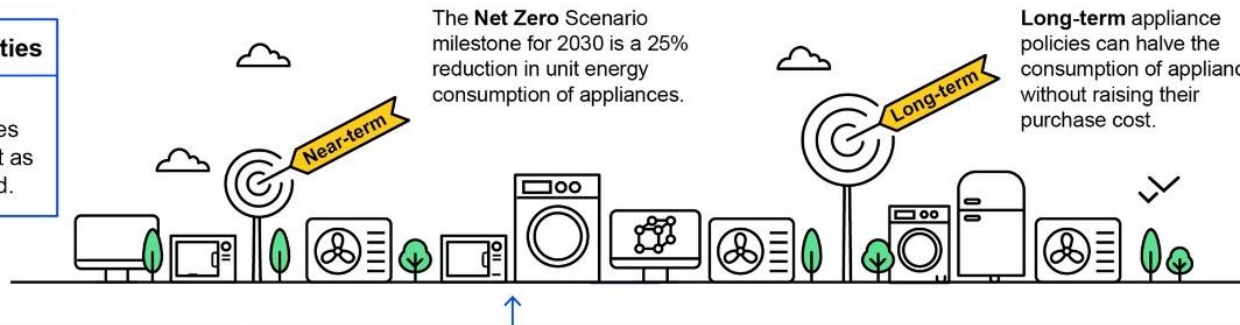 ties
es
t as
d.
Near-term
The Net Zero Scenario
milestone for 2030 is a 25%
reduction in unit energy
consumption of appliances.
Long-term
Long-term appliance
policies can halve the
consumption of applianc
without raising their
purchase cost.